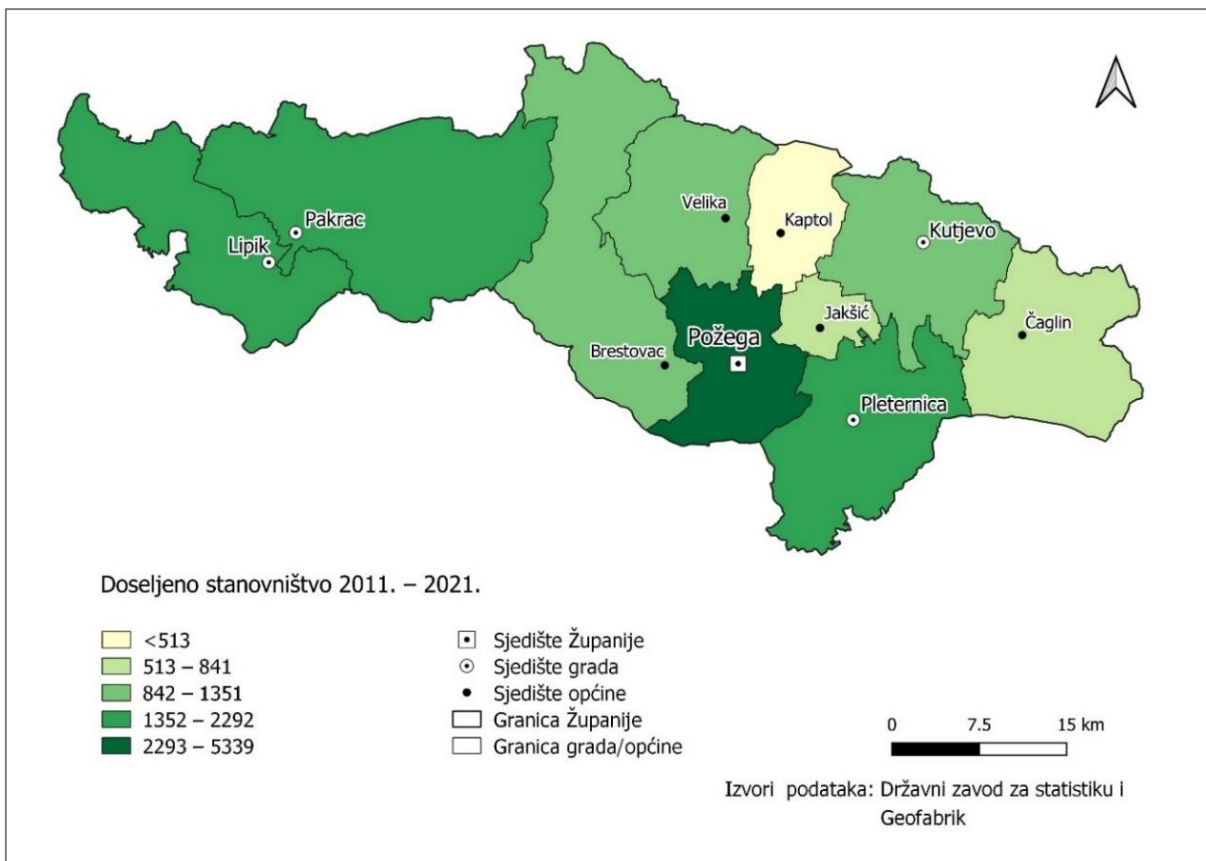 Pakrac
Lipik
Velika
Kaptol
Kutjevo
Jakšić
Čaglin
Požega
Brestovac
Pleternica
Doseljeno stanovništvo 2011. – 2021.
<513
513 – 841
842 – 1351
1352 – 2292
2293 – 5339
Sjedište Županije
Sjedište grada
Sjedište općine
Granica Županije
Granica grada/općine
0 7.5 15 km
Izvori podataka: Državni zavod za statistiku i
Geofabrik